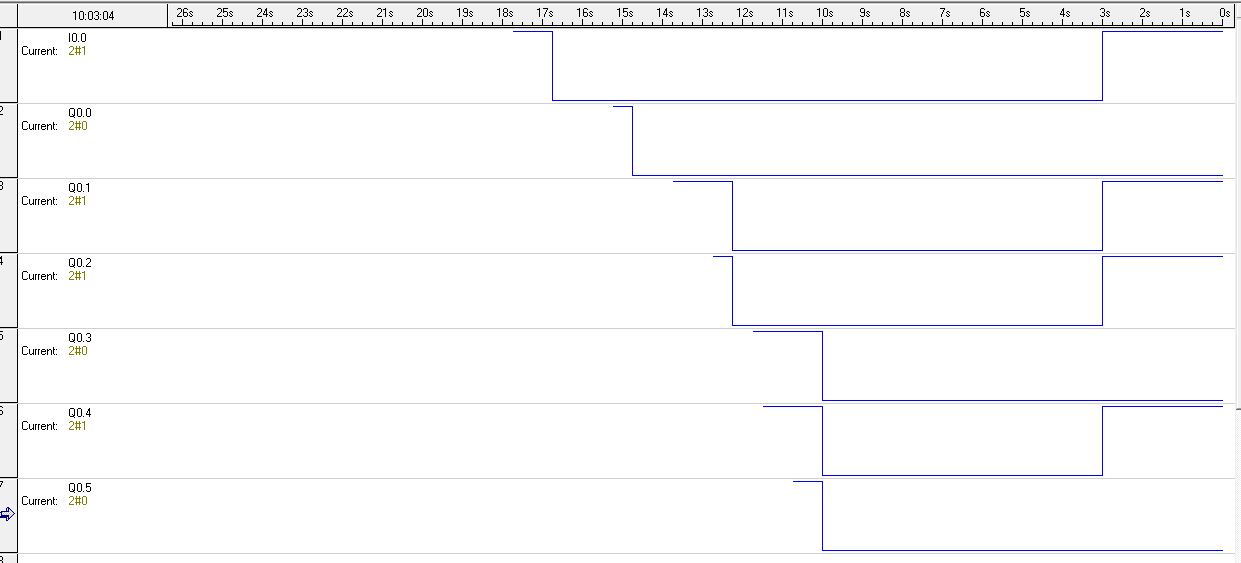 10:03:04 26s 25s 24s 23s 22s 21s 20s 19s 18s 17s 16s 15s 14s 13s 12s 11s 10s 9s 8s 7s 6s 5s 4s 3s 2s 1s 0s
I0.0
Current: 2#1
2 Q0.0
Current: 2#0
3 Q0.1
Current: 2#1
4 Q0.2
Current: 2#1
5 Q0.3
Current: 2#0
6 Q0.4
Current: 2#1
7 Q0.5
Current: 2#0
8